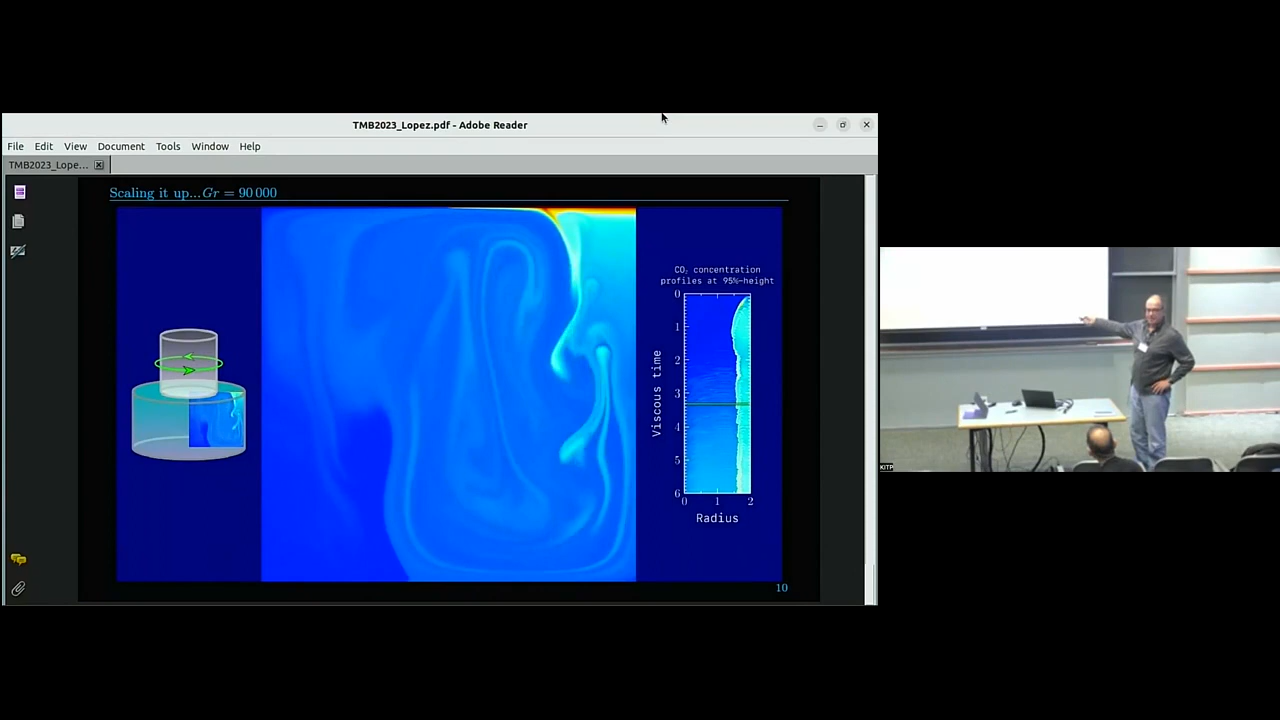 TMB2023_Lopez.pdf - Adobe Reader
File Edit View Document Tools Window Help
TMB2023_Lope...
Scaling it up...Gr = 90 000
CO₂ concentration
profiles at 95%-height
0
1
2
3
4
5
6
Viscous time
0 1 2
Radius
10
KITP